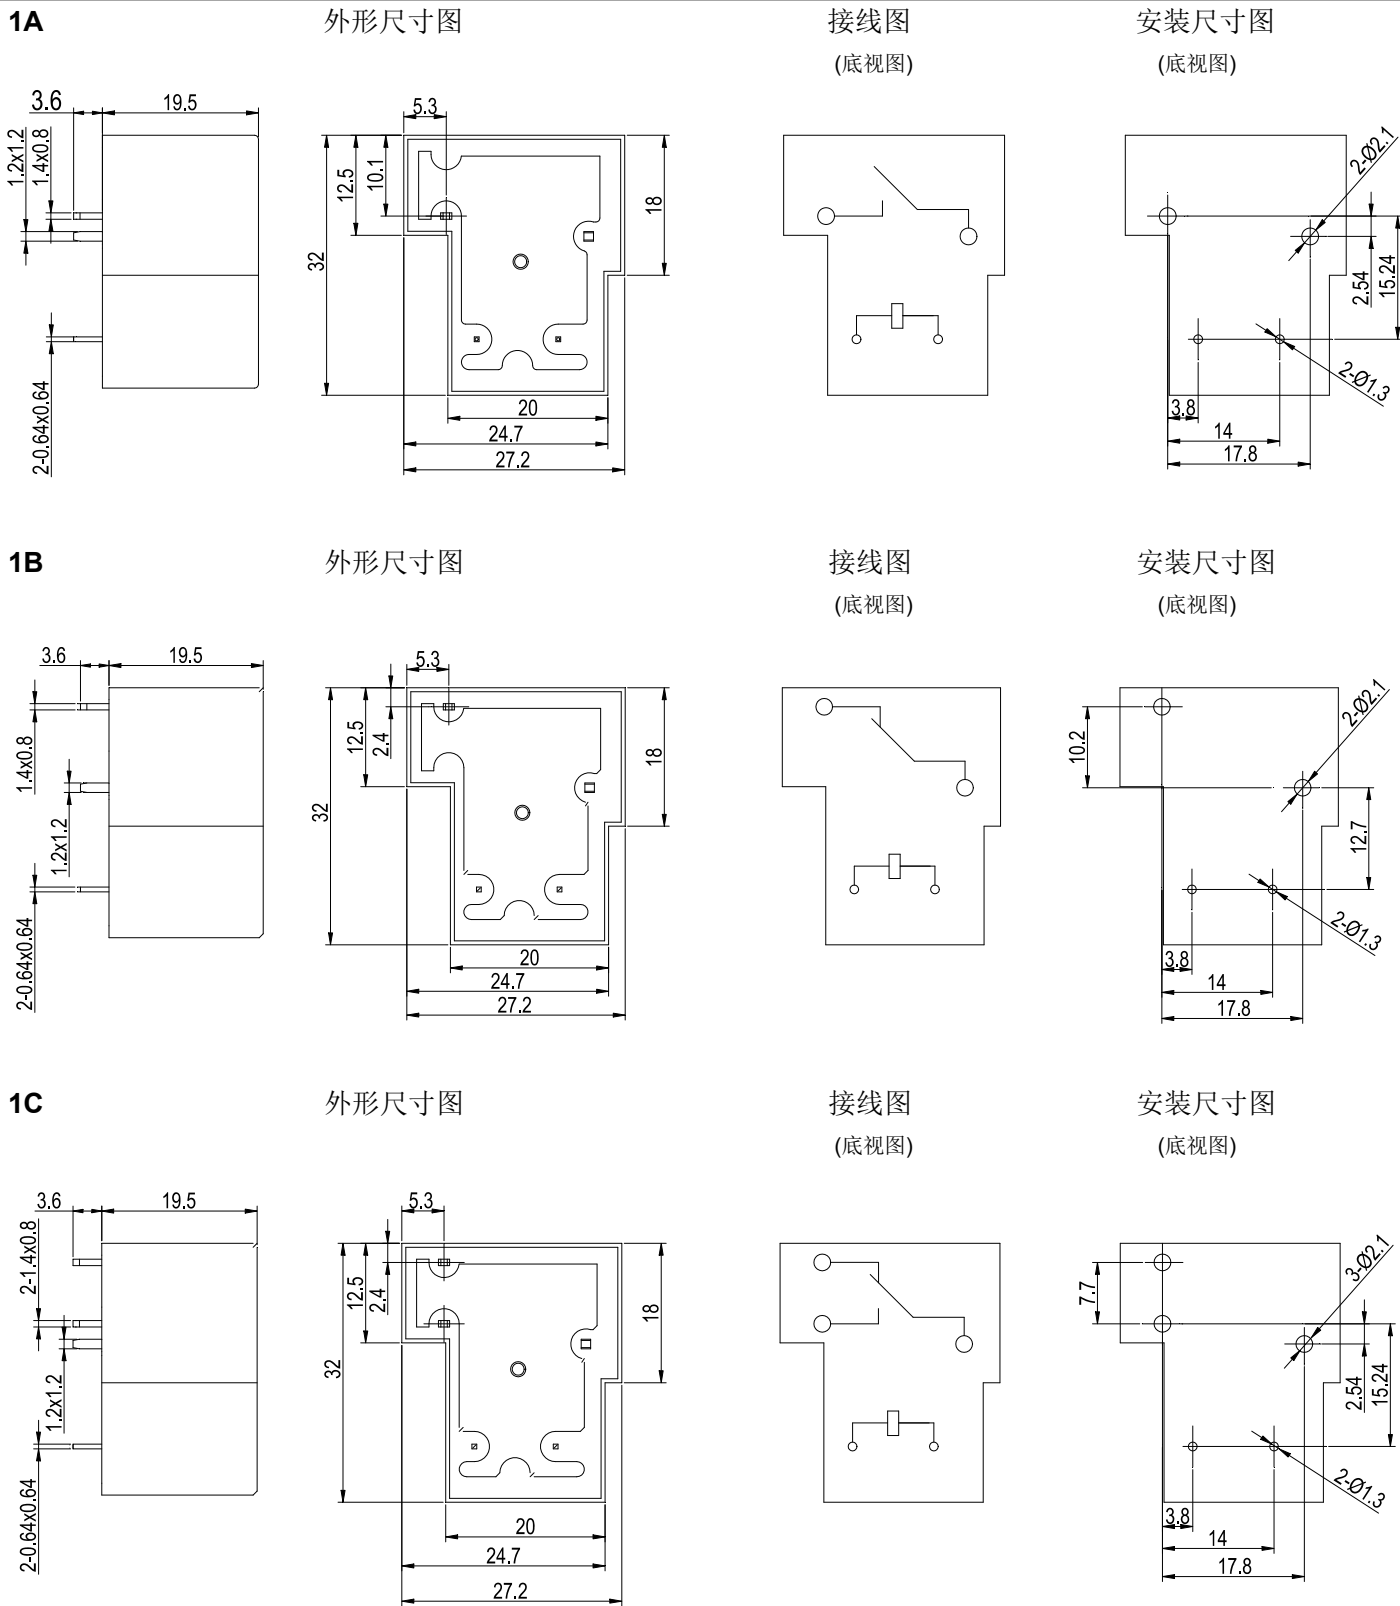 1A
外形尺寸图
接线图
(底视图)
安装尺寸图
(底视图)
3.6
19.5
1.2x1.2
1.4x0.8
2-0.64x0.64
5.3
32
12.5
10.1
18
20
24.7
27.2
2-Ø2.1
2.54
15.24
2-Ø1.3
3.8
14
17.8
1B
外形尺寸图
接线图
(底视图)
安装尺寸图
(底视图)
3.6
19.5
1.4x0.8
1.2x1.2
2-0.64x0.64
5.3
32
12.5
2.4
18
20
24.7
27.2
10.2
2-Ø2.1
12.7
2-Ø1.3
3.8
14
17.8
1C
外形尺寸图
接线图
(底视图)
安装尺寸图
(底视图)
3.6
19.5
2-1.4x0.8
1.2x1.2
2-0.64x0.64
5.3
32
12.5
2.4
18
20
24.7
27.2
7.7
3-Ø2.1
2.54
15.24
2-Ø1.3
3.8
14
17.8